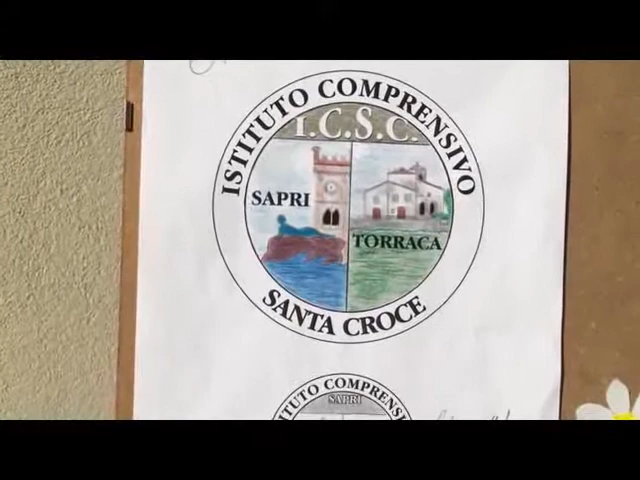 ISTITUTO COMPRENSIVO
I.C.S.C.
SAPRI
TORRACA
SANTA CROCE
ISTITUTO COMPRENSIVO
SAPRI